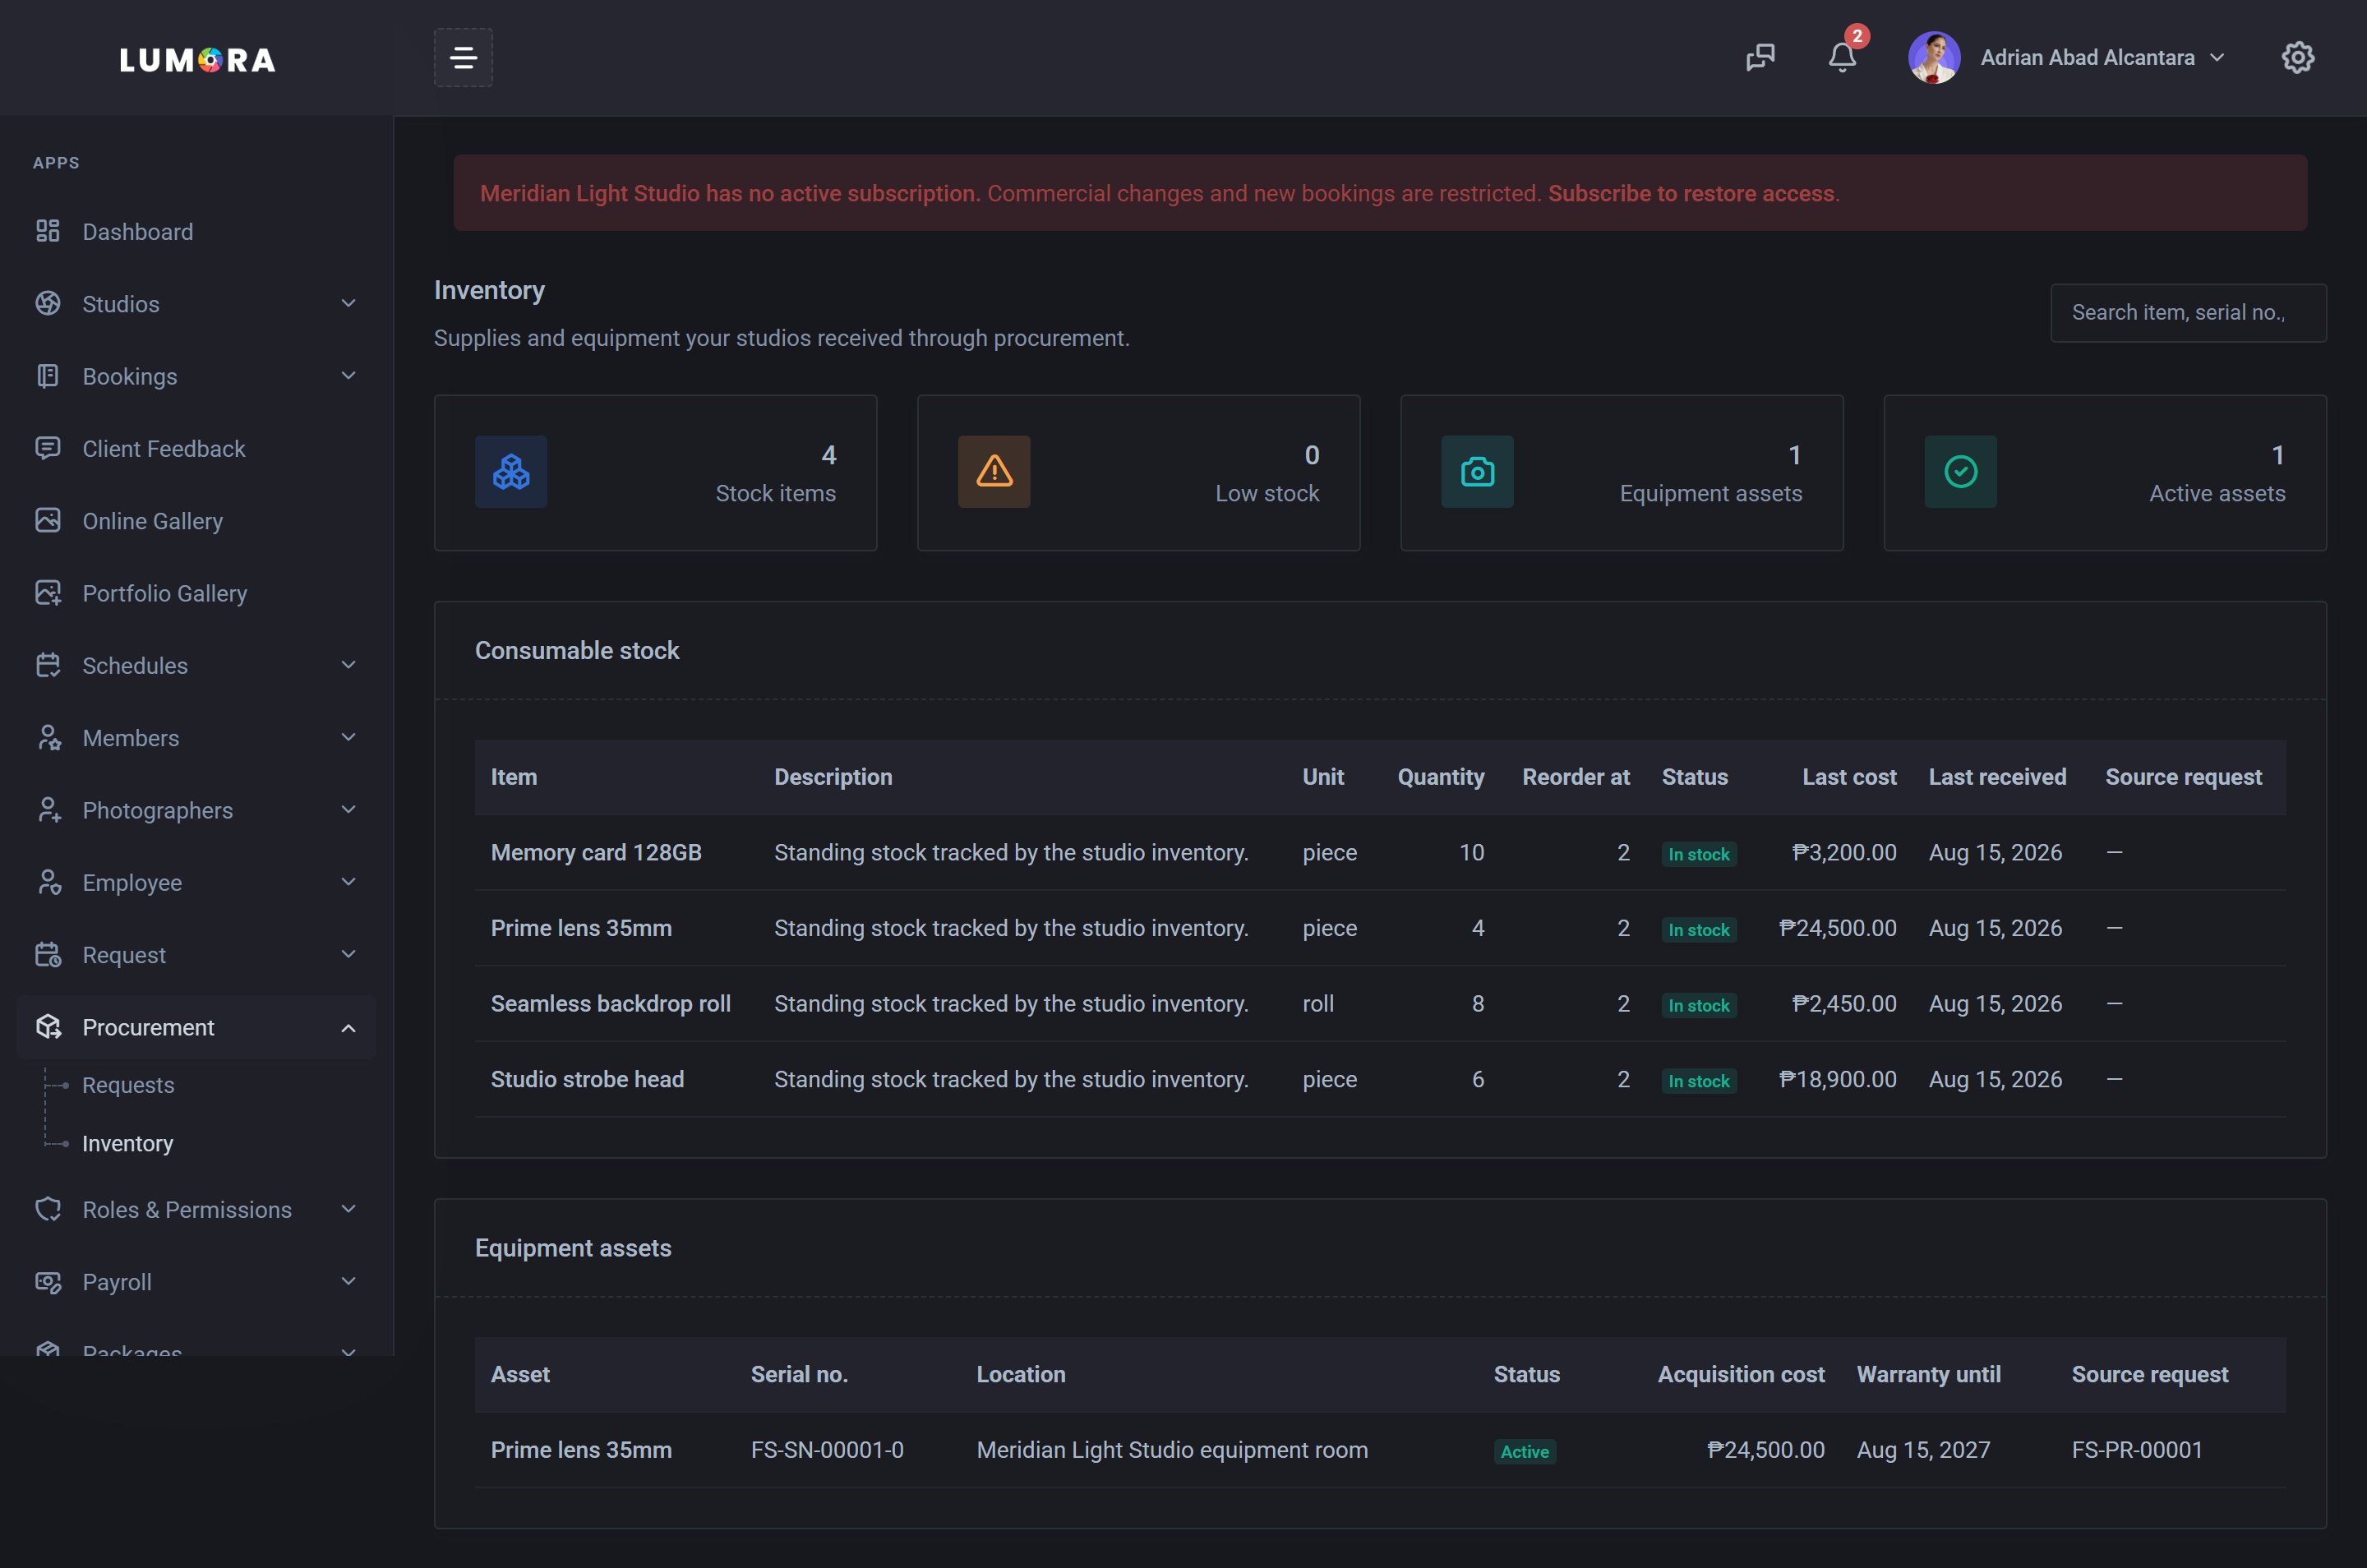 LUMORA
2
Adrian Abad Alcantara
APPS
Dashboard
Studios
Bookings
Client Feedback
Online Gallery
Portfolio Gallery
Schedules
Members
Photographers
Employee
Request
Procurement
Requests
Inventory
Roles & Permissions
Payroll
Packages
Meridian Light Studio has no active subscription. Commercial changes and new bookings are restricted. Subscribe to restore access.
Inventory
Supplies and equipment your studios received through procurement.
Search item, serial no.,
4
Stock items
0
Low stock
1
Equipment assets
1
Active assets
Consumable stock
Item Description Unit Quantity Reorder at Status Last cost Last received Source request
Memory card 128GB Standing stock tracked by the studio inventory. piece 10 2 In stock ₱3,200.00 Aug 15, 2026 —
Prime lens 35mm Standing stock tracked by the studio inventory. piece 4 2 In stock ₱24,500.00 Aug 15, 2026 —
Seamless backdrop roll Standing stock tracked by the studio inventory. roll 8 2 In stock ₱2,450.00 Aug 15, 2026 —
Studio strobe head Standing stock tracked by the studio inventory. piece 6 2 In stock ₱18,900.00 Aug 15, 2026 —
Equipment assets
Asset Serial no. Location Status Acquisition cost Warranty until Source request
Prime lens 35mm FS-SN-00001-0 Meridian Light Studio equipment room Active ₱24,500.00 Aug 15, 2027 FS-PR-00001